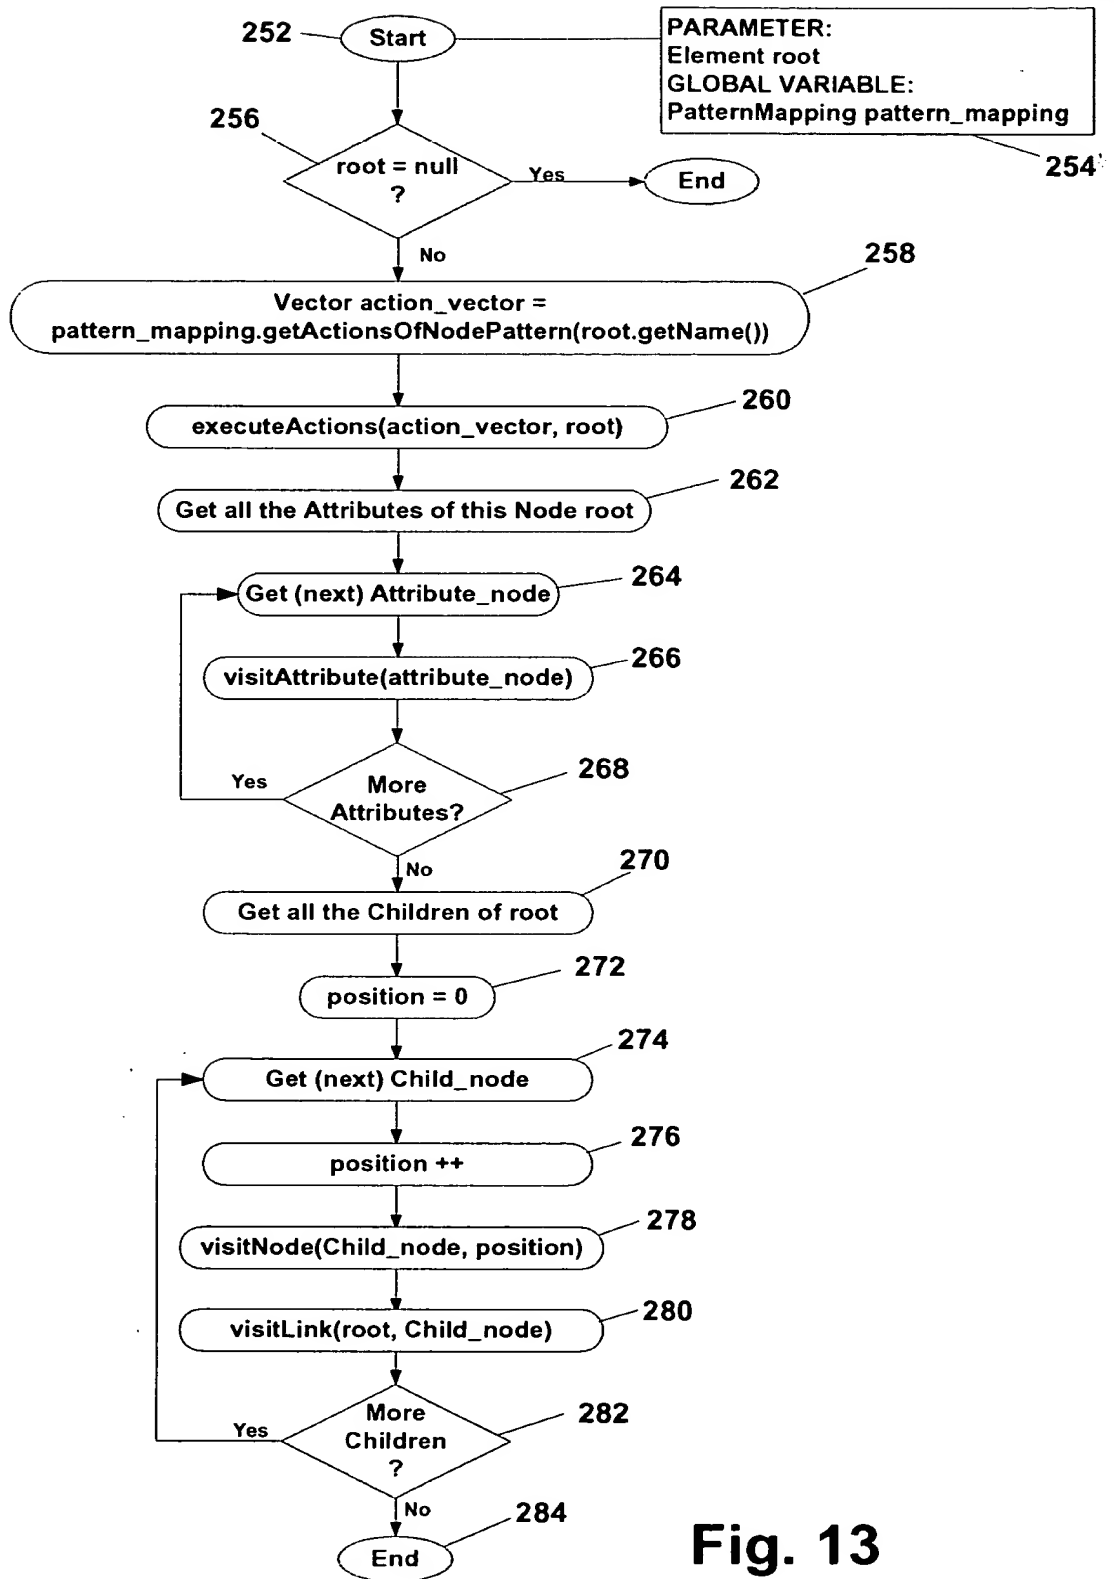 252
Start
PARAMETER:
Element root
GLOBAL VARIABLE:
PatternMapping pattern_mapping
254
256
root = null
?
Yes
End
No
258
Vector action_vector =
pattern_mapping.getActionsOfNodePattern(root.getName())
260
executeActions(action_vector, root)
262
Get all the Attributes of this Node root
264
Get (next) Attribute_node
266
visitAttribute(attribute_node)
268
Yes
More
Attributes?
No
270
Get all the Children of root
272
position = 0
274
Get (next) Child_node
276
position ++
278
visitNode(Child_node, position)
280
visitLink(root, Child_node)
282
Yes
More
Children
?
No
284
End
Fig. 13